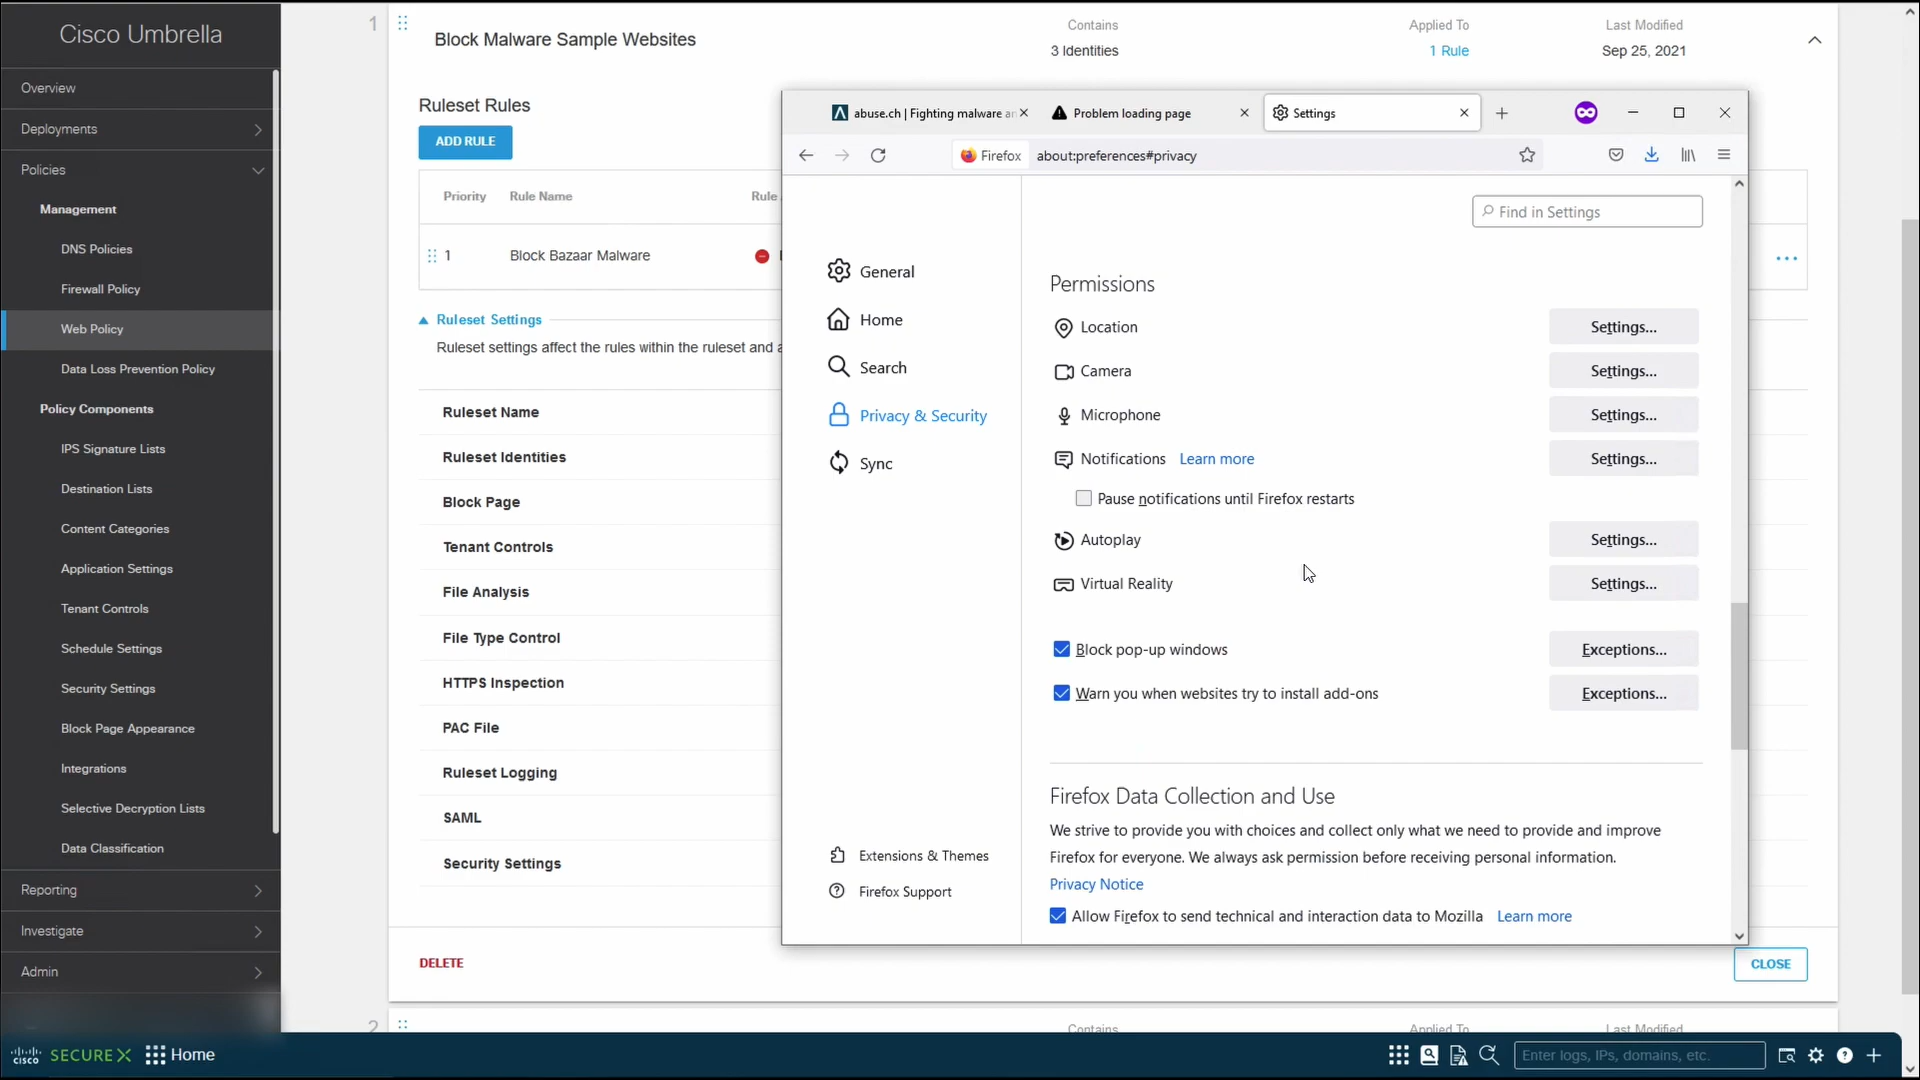 Cisco Umbrella
Overview
Deployments
Policies
Management
DNS Policies
Firewall Policy
Web Policy
Data Loss Prevention Policy
Policy Components
IPS Signature Lists
Destination Lists
Content Categories
Application Settings
Tenant Controls
Schedule Settings
Security Settings
Block Page Appearance
Integrations
Selective Decryption Lists
Data Classification
Reporting
Investigate
Admin
1
Block Malware Sample Websites
Contains
3 Identities
Applied To
1 Rule
Last Modified
Sep 25, 2021
Ruleset Rules
ADD RULE
Priority Rule Name Rule
1 Block Bazaar Malware
Ruleset Settings
Ruleset settings affect the rules within the ruleset and a
Ruleset Name
Ruleset Identities
Block Page
Tenant Controls
File Analysis
File Type Control
HTTPS Inspection
PAC File
Ruleset Logging
SAML
Security Settings
DELETE
CLOSE
2
Contains Applied To Last Modified
abuse.ch | Fighting malware an
Problem loading page
Settings
Firefox about:preferences#privacy
Find in Settings
General
Home
Search
Privacy & Security
Sync
Extensions & Themes
Firefox Support
Permissions
Location Settings...
Camera Settings...
Microphone Settings...
Notifications Learn more Settings...
Pause notifications until Firefox restarts
Autoplay Settings...
Virtual Reality Settings...
Block pop-up windows Exceptions...
Warn you when websites try to install add-ons Exceptions...
Firefox Data Collection and Use
We strive to provide you with choices and collect only what we need to provide and improve
Firefox for everyone. We always ask permission before receiving personal information.
Privacy Notice
Allow Firefox to send technical and interaction data to Mozilla Learn more
cisco SECUREX Home
Enter logs, IPs, domains, etc.